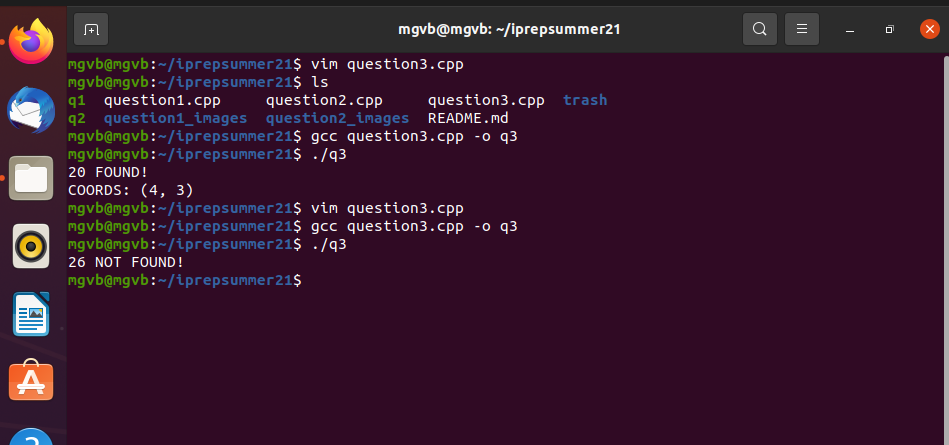 mgvb@mgvb: ~/iprepsummer21
mgvb@mgvb:~/iprepsummer21$ vim question3.cpp
mgvb@mgvb:~/iprepsummer21$ ls
q1  question1.cpp     question2.cpp     question3.cpp  trash
q2  question1_images  question2_images  README.md
mgvb@mgvb:~/iprepsummer21$ gcc question3.cpp -o q3
mgvb@mgvb:~/iprepsummer21$ ./q3
20 FOUND!
COORDS: (4, 3)
mgvb@mgvb:~/iprepsummer21$ vim question3.cpp
mgvb@mgvb:~/iprepsummer21$ gcc question3.cpp -o q3
mgvb@mgvb:~/iprepsummer21$ ./q3
26 NOT FOUND!
mgvb@mgvb:~/iprepsummer21$